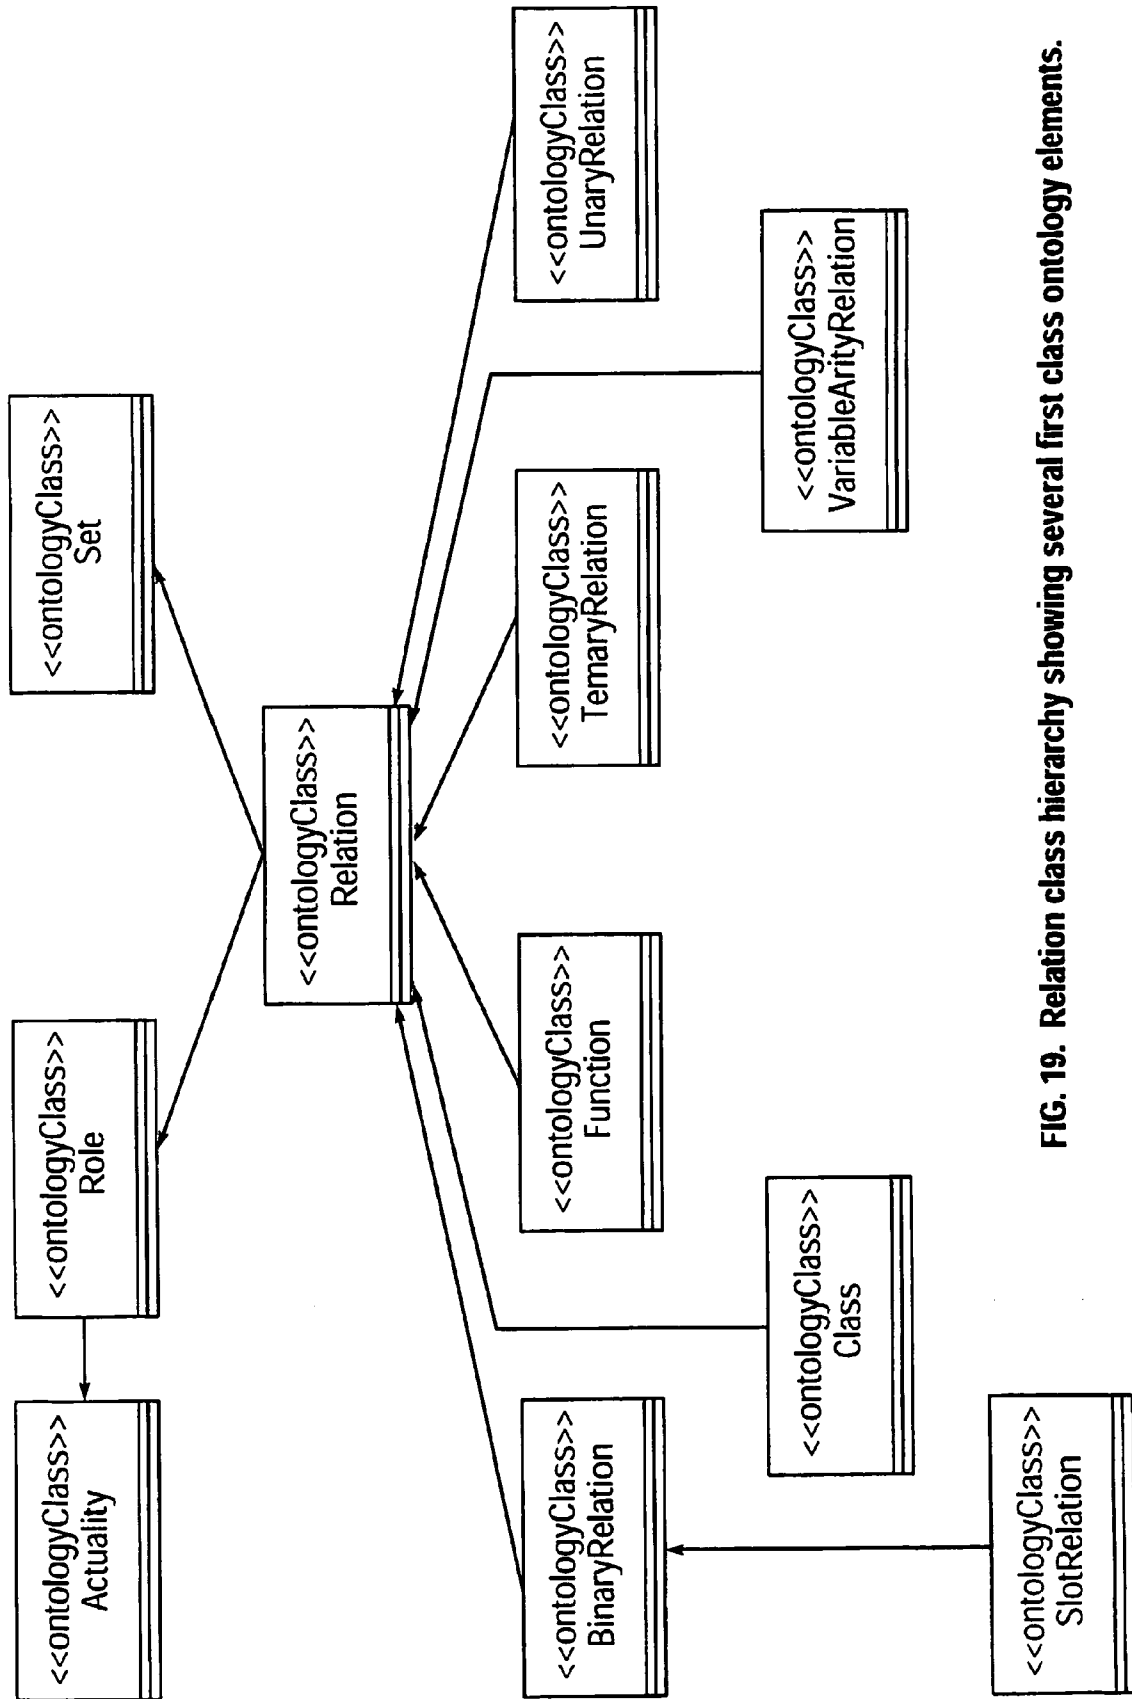 <<ontologyClass>>
Actuality
<<ontologyClass>>
Role
<<ontologyClass>>
Set
<<ontologyClass>>
Relation
<<ontologyClass>>
BinaryRelation
<<ontologyClass>>
Function
<<ontologyClass>>
TernaryRelation
<<ontologyClass>>
UnaryRelation
<<ontologyClass>>
Class
<<ontologyClass>>
VariableArityRelation
<<ontologyClass>>
SlotRelation
FIG. 19. Relation class hierarchy showing several first class ontology elements.